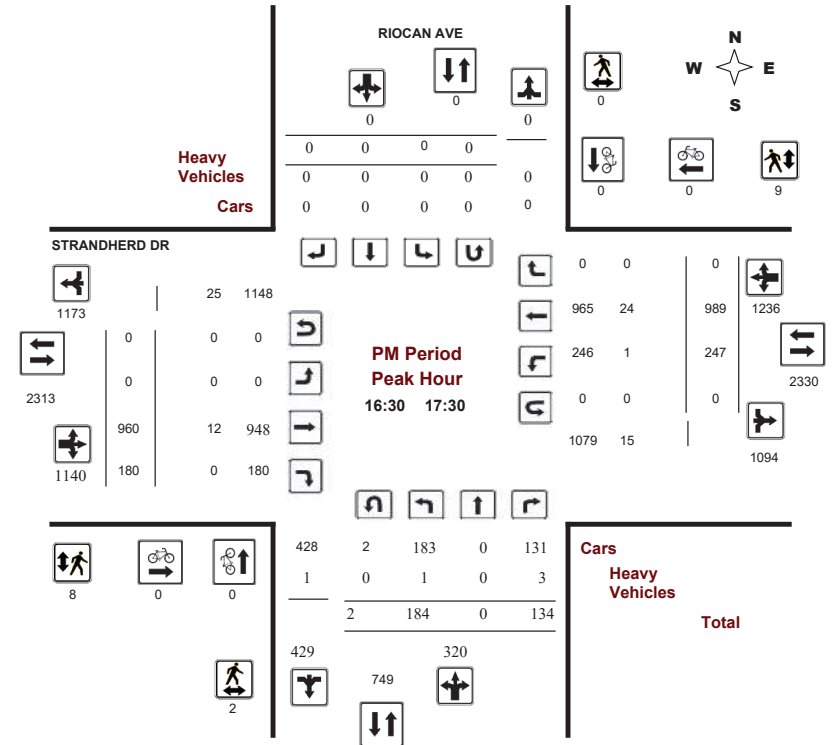 RIOCAN AVE
N
W E
S
0
0
0
0 0
0 0 0 0
Heavy
Vehicles
0 0 0 0 0
Cars
0 0 0 0 0
0 0 9
STRANDHERD DR
1173
25 1148
0 0 0
2313
0 0 0
960 12 948
1140
180 0 180
PM Period
Peak Hour
16:30 17:30
0 0 0
965 24 989 1236
246 1 247
2330
0 0 0
1079 15
1094
8 0 0
2
428 2 183 0 131
Cars
1 0 1 0 3
Heavy
Vehicles
2 184 0 134
Total
429 320
749